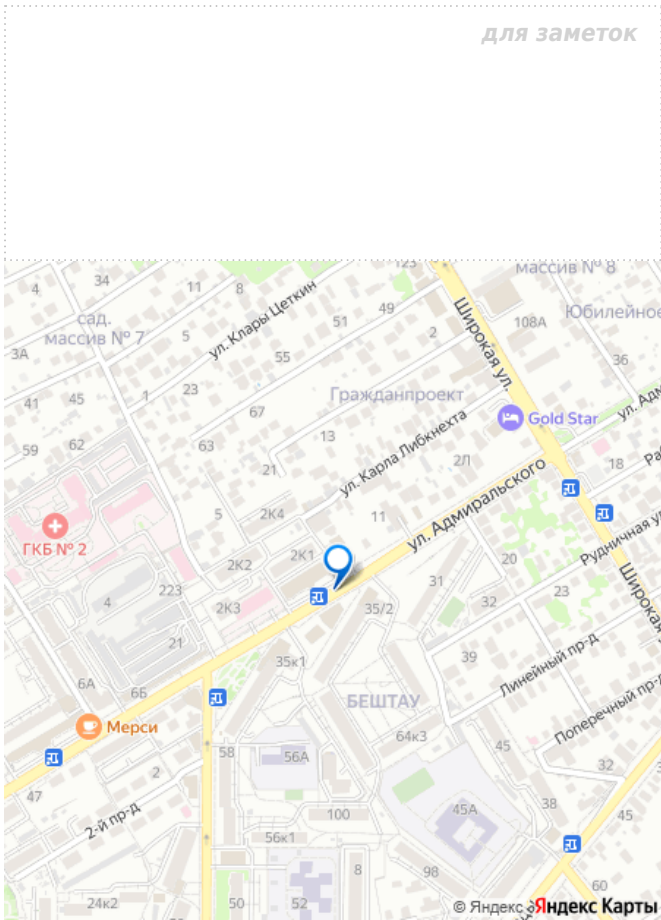 для заметок
123
массив № 8
4
34
11
8
Юбилейное
сад.
массив № 7
ул. Клары Цеткин
49
51
2
Широкая ул.
108А
3А
5
55
36
41
45
1
23
Гражданпроект
67
Gold Star
ул. Адм
59
62
63
13
ул. Карла Либкнехта
21
2Л
18
Раб
ГКБ № 2
5
2К4
11
ул. Адмиральского
2К1
2К2
20
Рудничная ул
4
223
31
2К3
35/2
32
23
Широкая
21
35к1
39
Линейный пр-д
6А
6Б
БЕШТАУ
Поперечный пр-д
Мерси
64к3
45
58
56А
2
32
47
2-й пр-д
100
45А
38
45
56к1
8
98
60
24к2
50
52
© Яндекс
Яндекс Карты